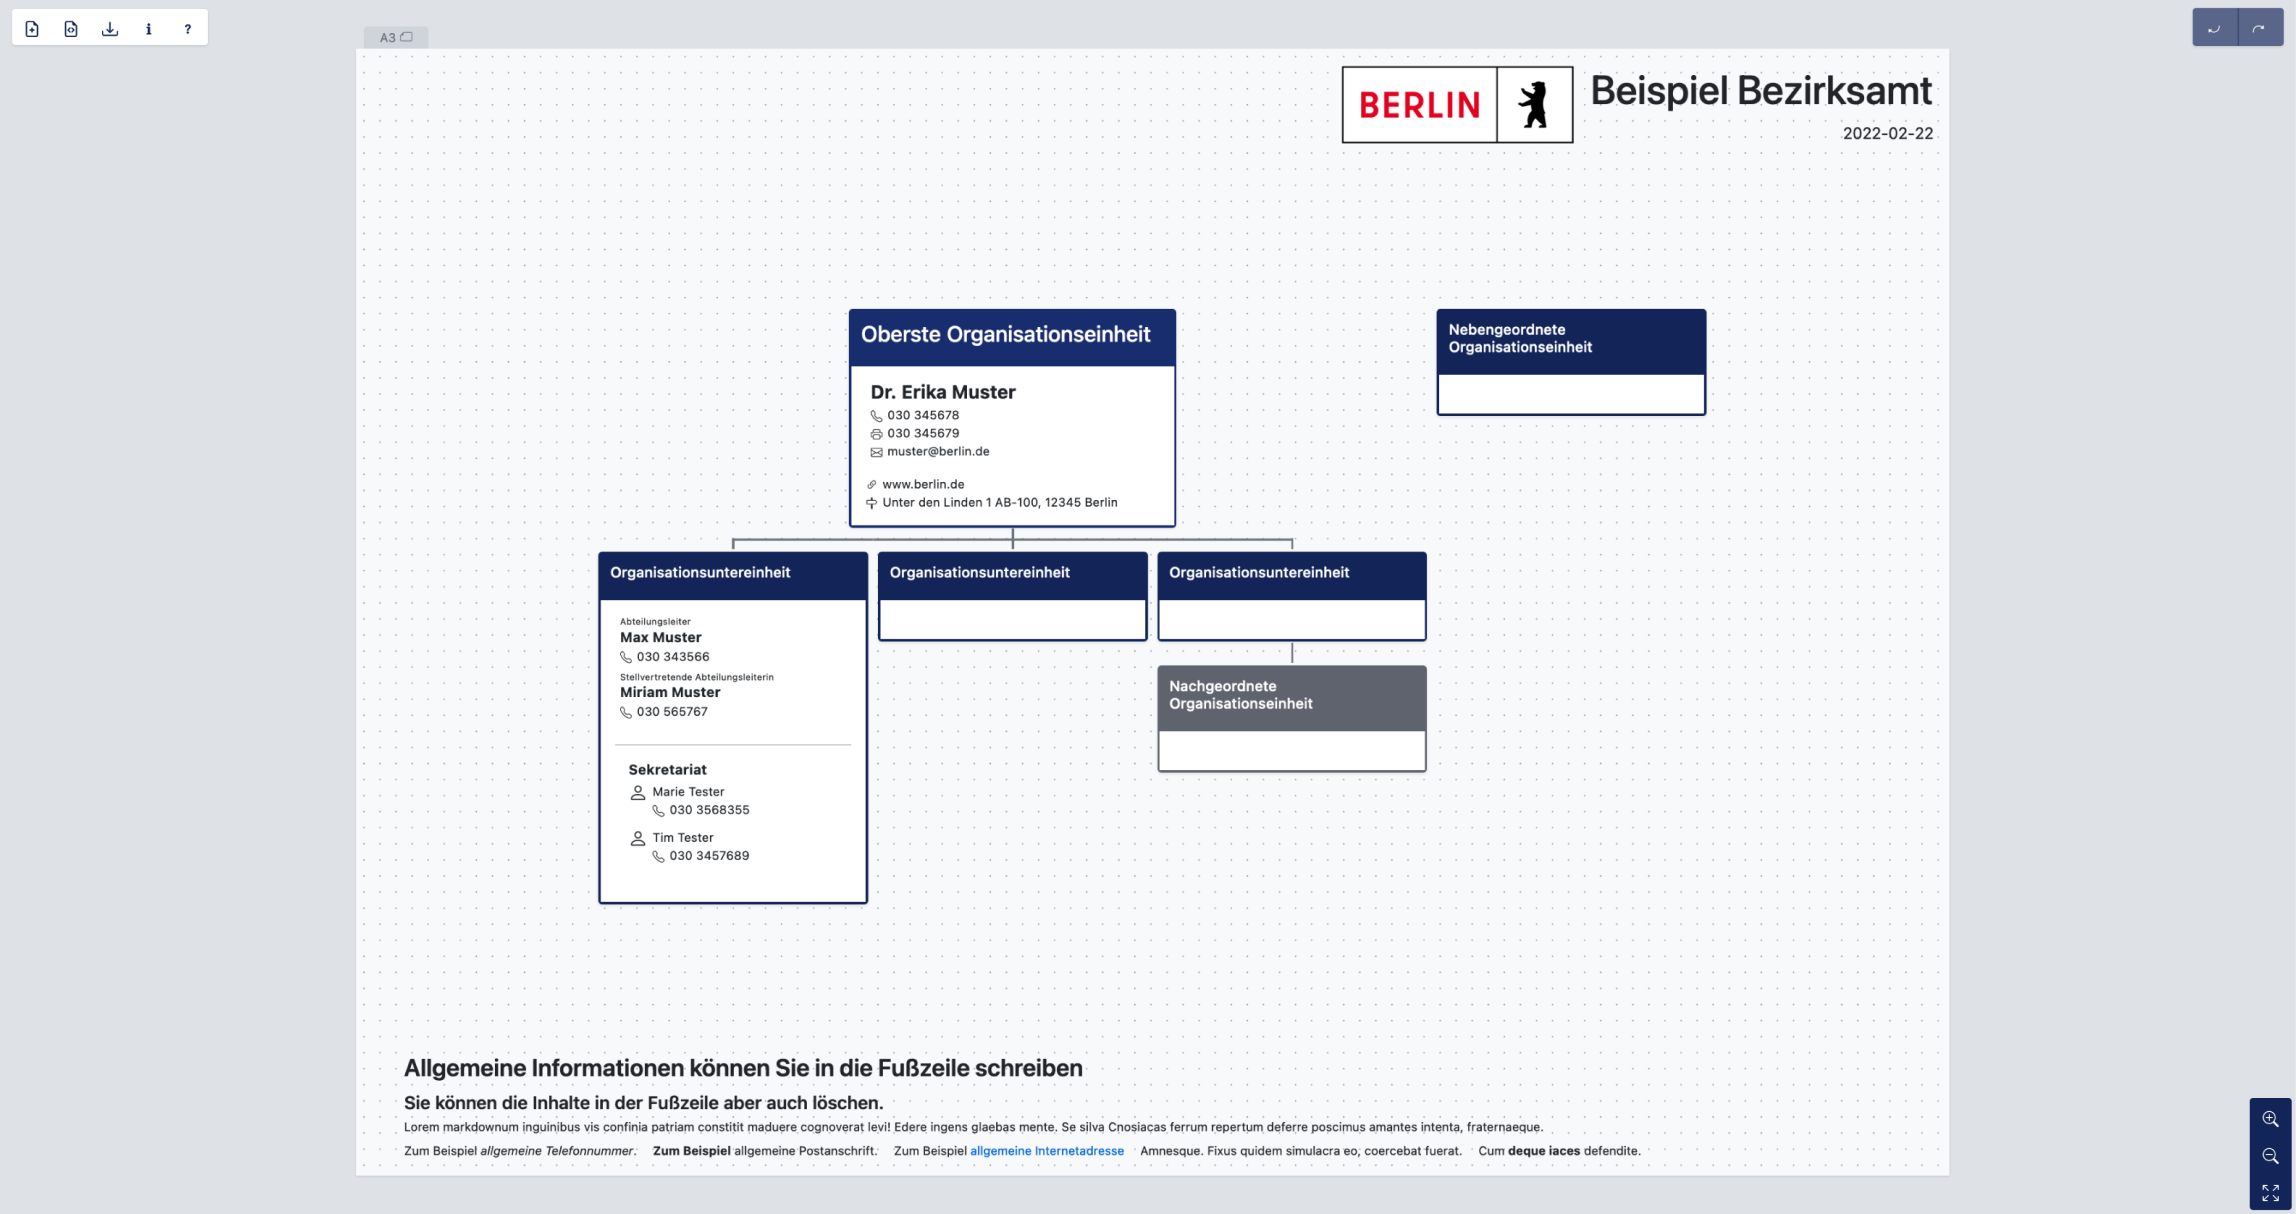 ?
A3
BERLIN
Beispiel Bezirksamt
2022-02-22
Oberste Organisationseinheit
Dr. Erika Muster
030 345678
030 345679
muster@berlin.de
www.berlin.de
Unter den Linden 1 AB-100, 12345 Berlin
Nebengeordnete
Organisationseinheit
Organisationsuntereinheit
Abteilungsleiter
Max Muster
030 343566
Stellvertretende Abteilungsleiterin
Miriam Muster
030 565767
Sekretariat
Marie Tester
030 3568355
Tim Tester
030 3457689
Organisationsuntereinheit
Organisationsuntereinheit
Nachgeordnete
Organisationseinheit
Allgemeine Informationen können Sie in die Fußzeile schreiben
Sie können die Inhalte in der Fußzeile aber auch löschen.
Lorem markdownum inguinibus vis confinia patriam constitit maduere cognoverat levi! Edere ingens glaebas mente. Se silva Cnosiacas ferrum repertum deferre poscimus amantes intenta, fraternaeque.
Zum Beispiel allgemeine Telefonnummer. Zum Beispiel allgemeine Postanschrift. Zum Beispiel allgemeine Internetadresse Amnesque. Fixus quidem simulacra eo, coercebat fuerat. Cum deque iaces defendite.